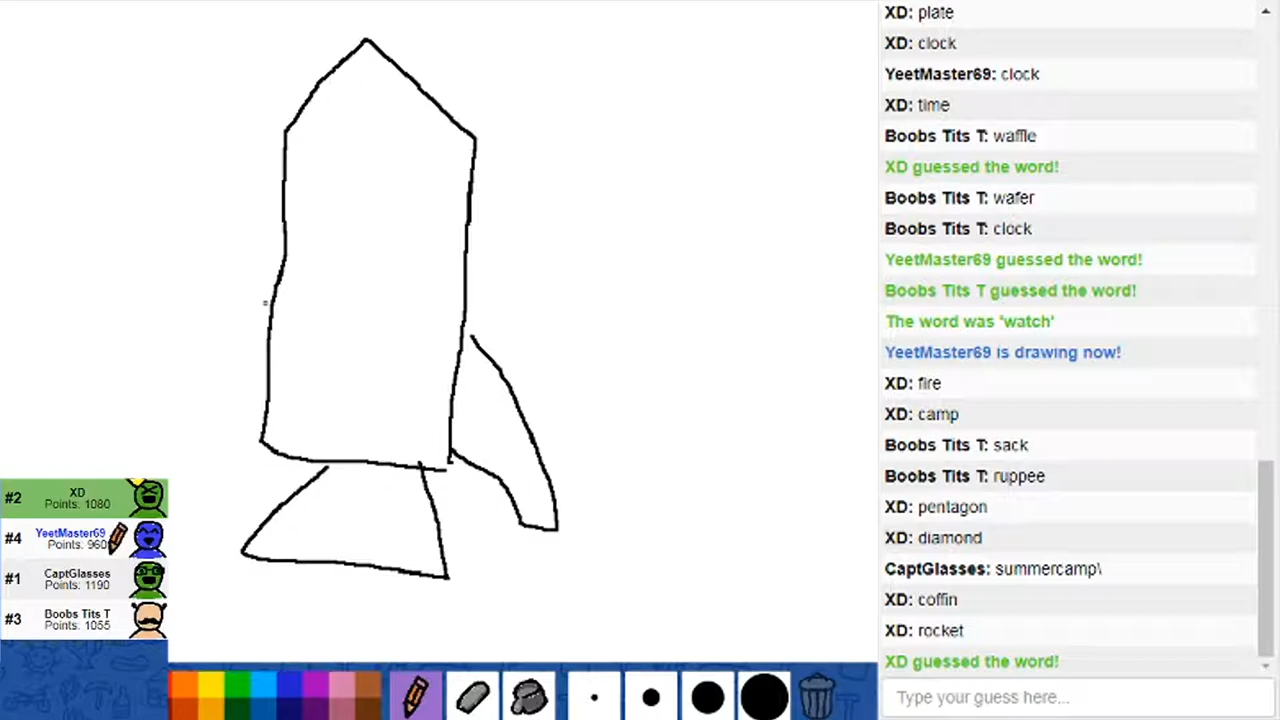 XD: plate
XD: clock
YeetMaster69: clock
XD: time
Boobs Tits T: waffle
XD guessed the word!
Boobs Tits T: wafer
Boobs Tits T: clock
YeetMaster69 guessed the word!
Boobs Tits T guessed the word!
The word was 'watch'
YeetMaster69 is drawing now!
XD: fire
XD: camp
Boobs Tits T: sack
Boobs Tits T: ruppee
XD: pentagon
XD: diamond
CaptGlasses: summercamp\
XD: coffin
XD: rocket
XD guessed the word!
Type your guess here...
#2 XD
Points: 1080
#4 YeetMaster69
Points: 960
#1 CaptGlasses
Points: 1190
#3 Boobs Tits T
Points: 1055